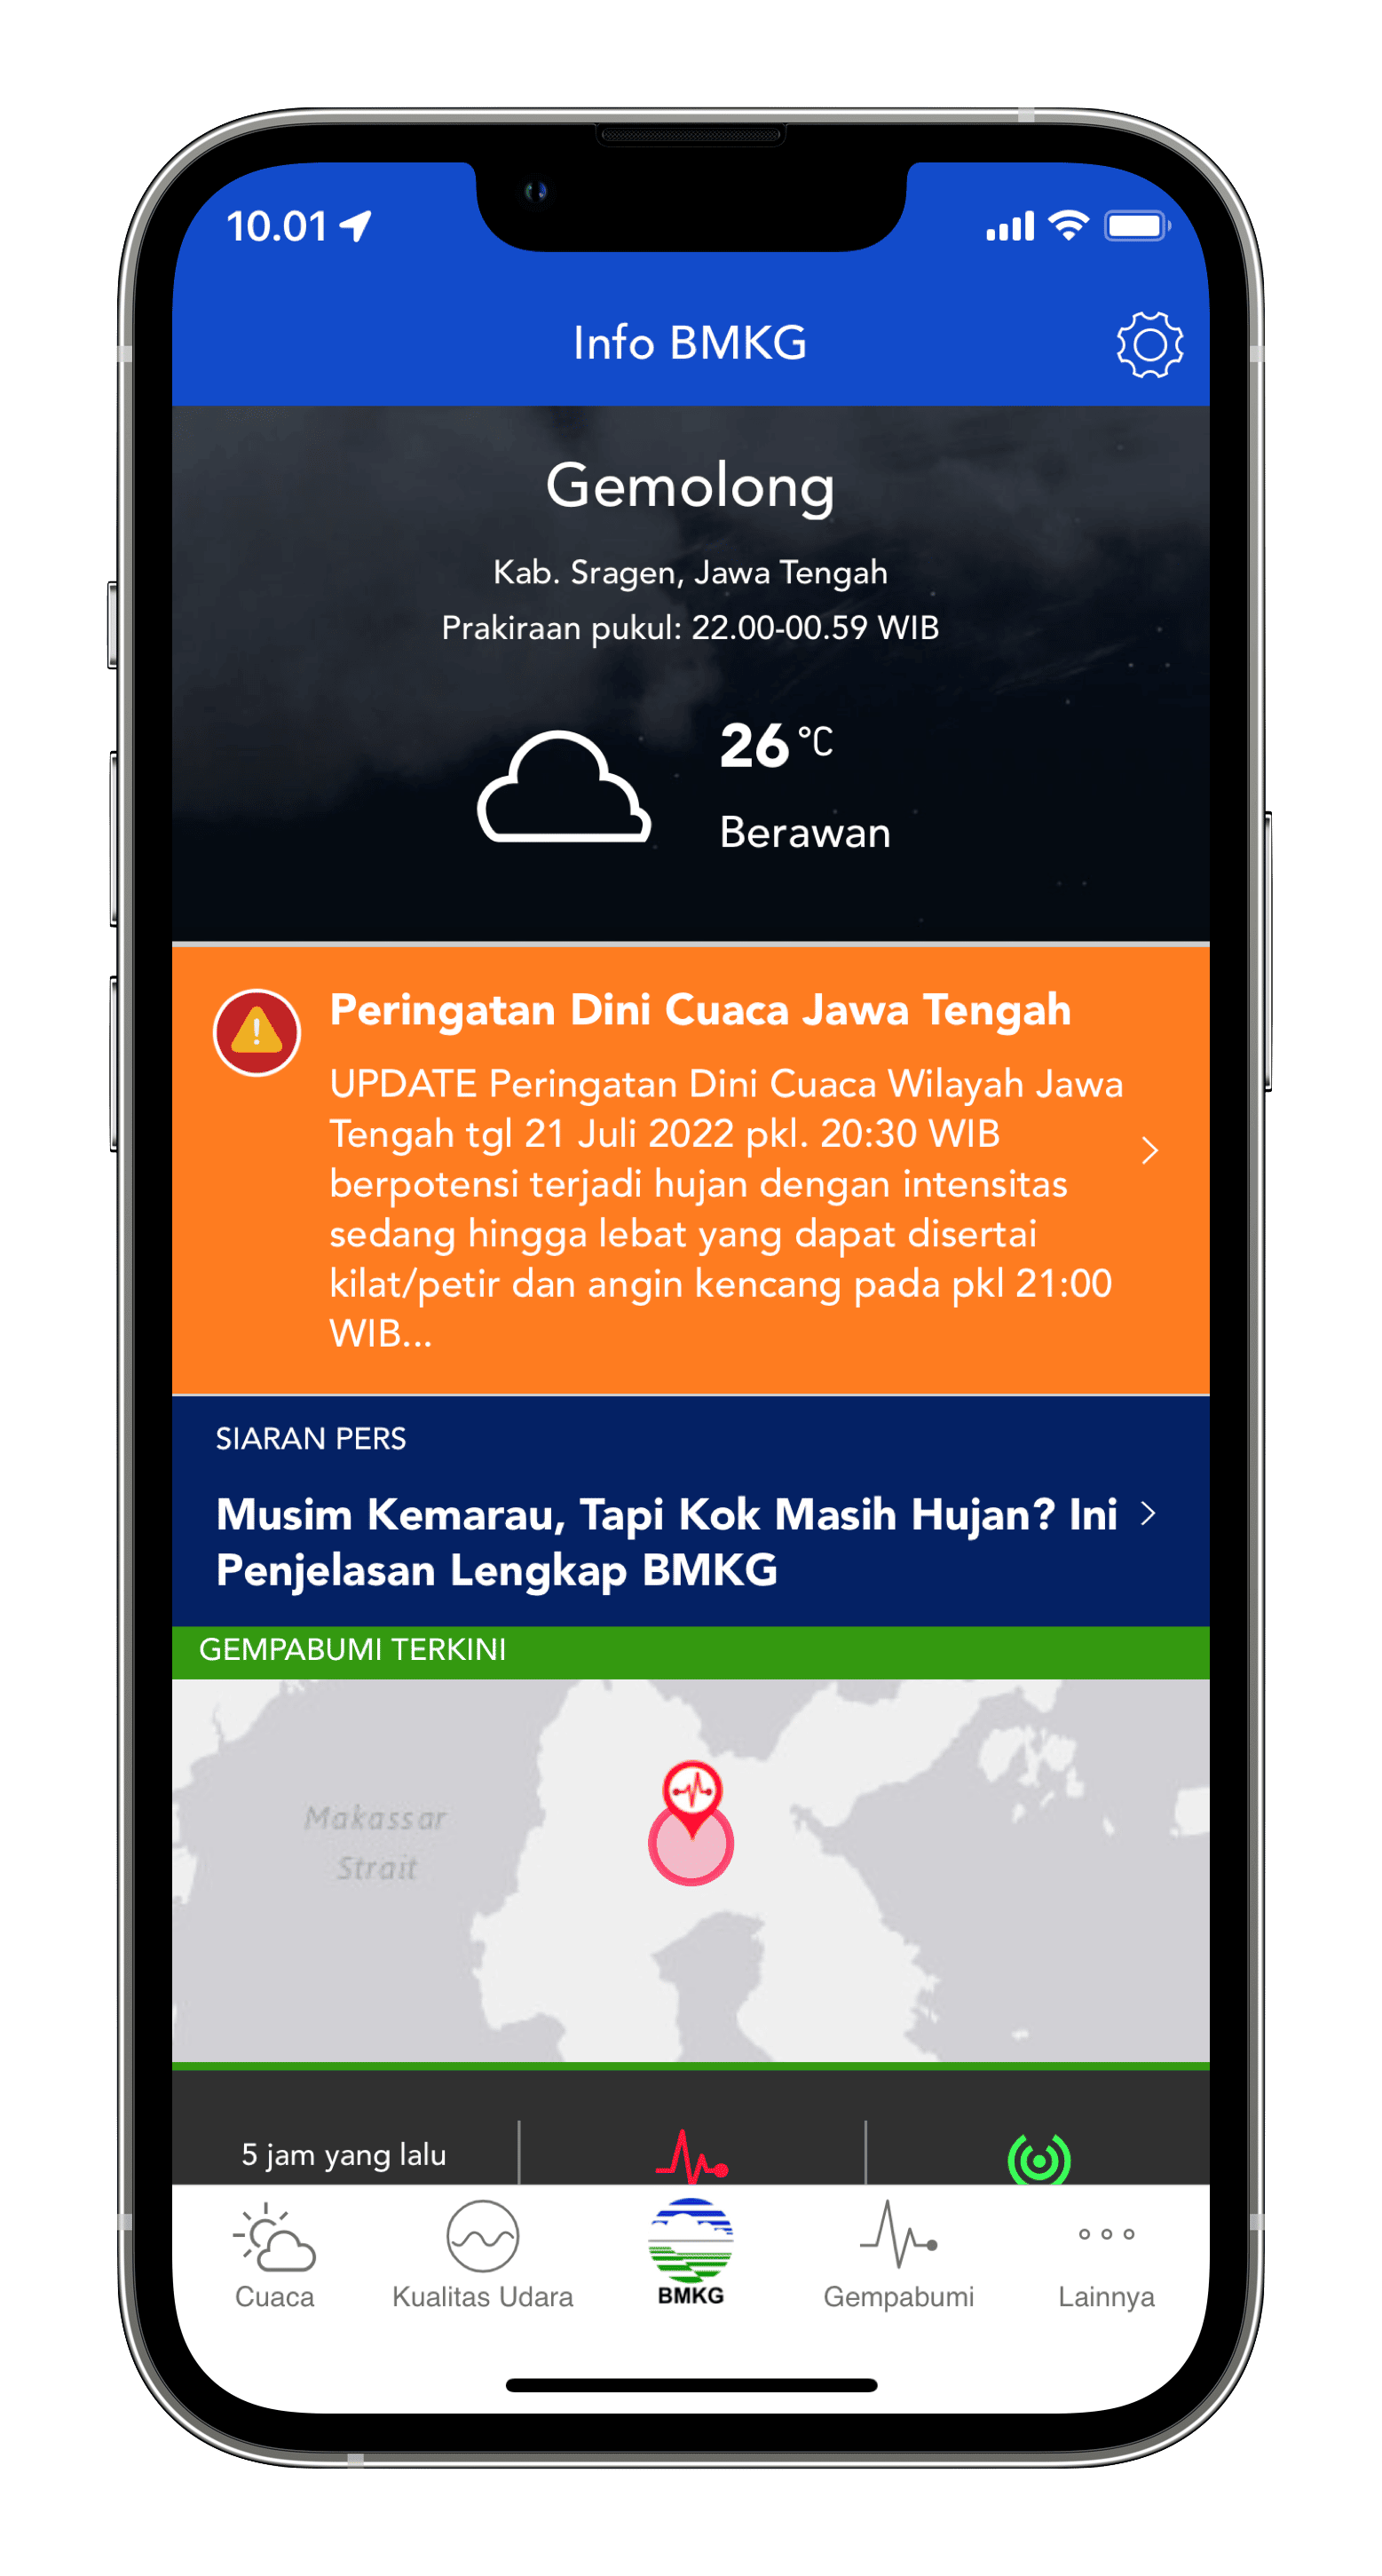 10.01
Info BMKG
Gemolong
Kab. Sragen, Jawa Tengah
Prakiraan pukul: 22.00-00.59 WIB
26 °C
Berawan
Peringatan Dini Cuaca Jawa Tengah
UPDATE Peringatan Dini Cuaca Wilayah Jawa
Tengah tgl 21 Juli 2022 pkl. 20:30 WIB
berpotensi terjadi hujan dengan intensitas
sedang hingga lebat yang dapat disertai
kilat/petir dan angin kencang pada pkl 21:00
WIB...
SIARAN PERS
Musim Kemarau, Tapi Kok Masih Hujan? Ini
Penjelasan Lengkap BMKG
GEMPABUMI TERKINI
Makassar
Strait
5 jam yang lalu
Cuaca
Kualitas Udara
BMKG
Gempabumi
Lainnya